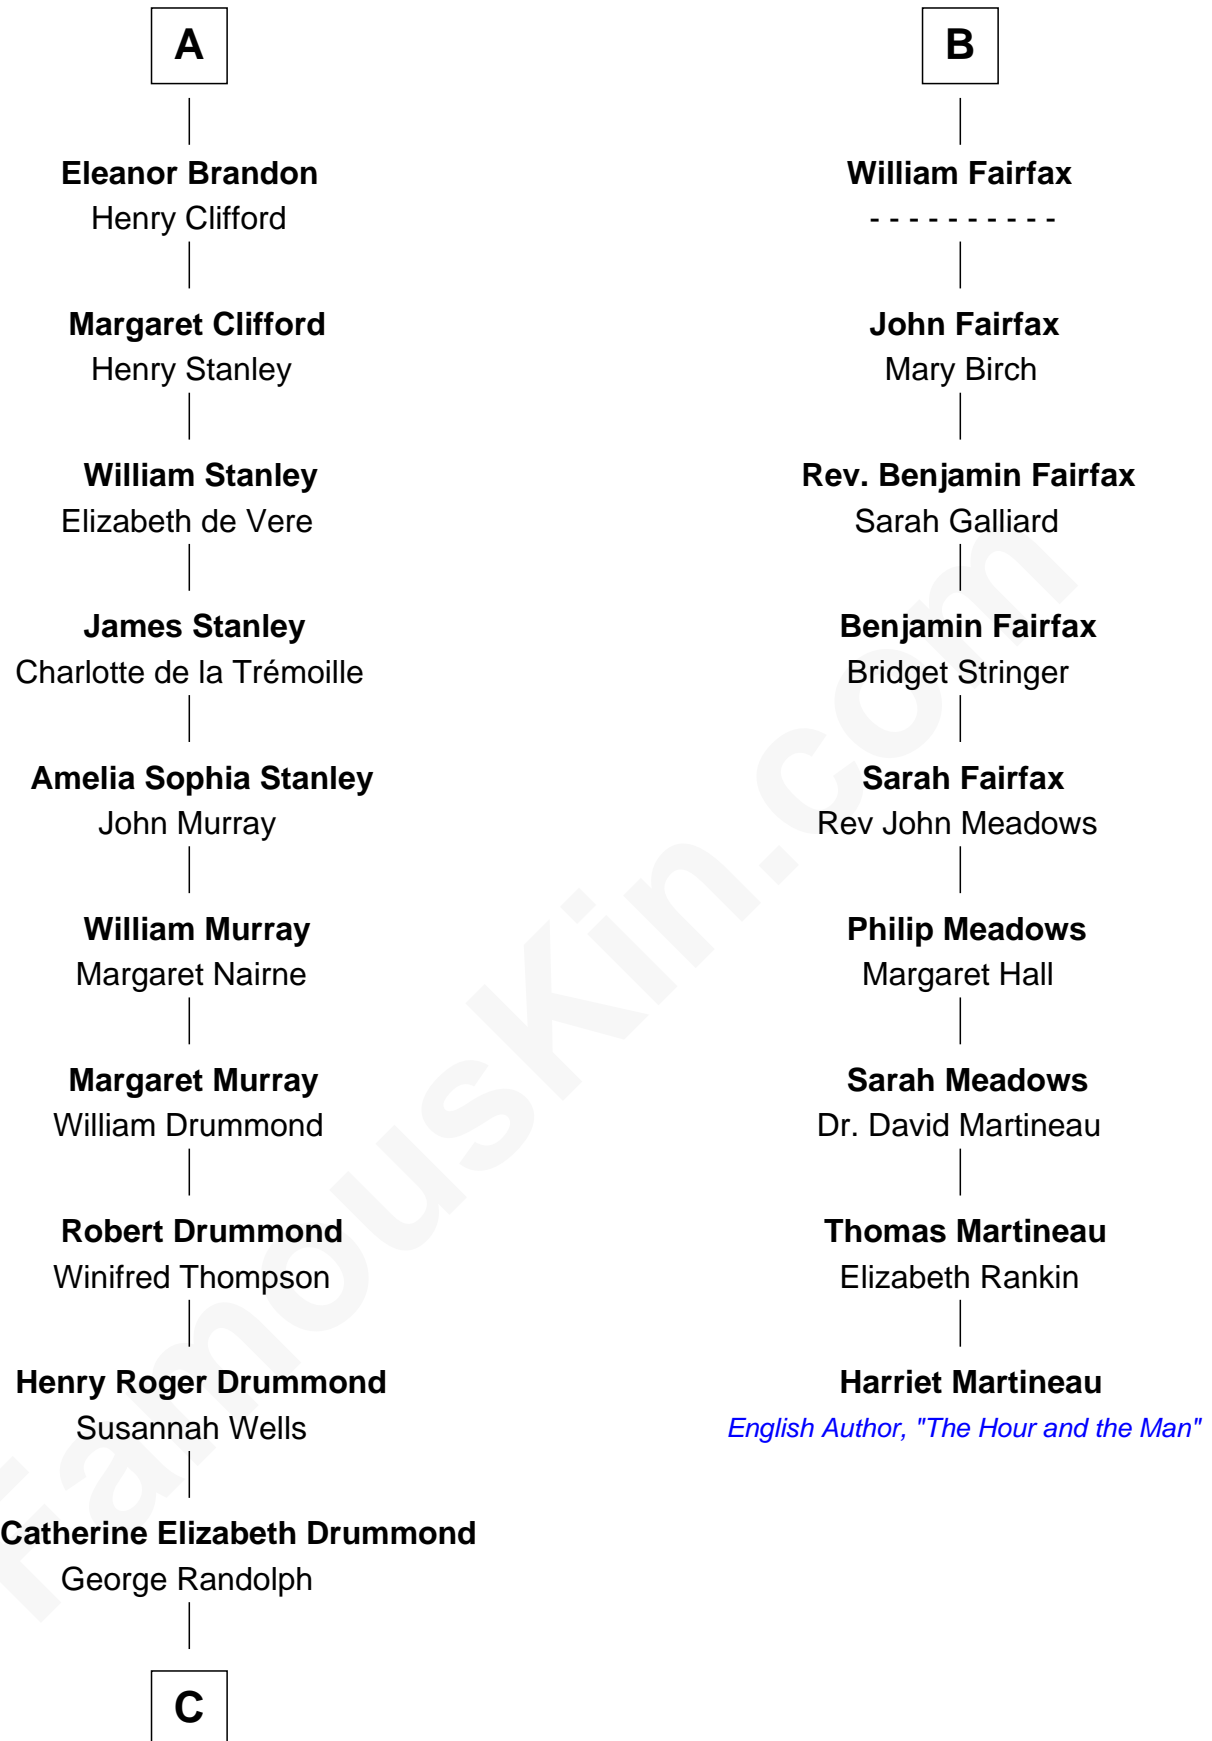 A
Eleanor Brandon
Henry Clifford
Margaret Clifford
Henry Stanley
William Stanley
Elizabeth de Vere
James Stanley
Charlotte de la Trémoille
Amelia Sophia Stanley
John Murray
William Murray
Margaret Nairne
Margaret Murray
William Drummond
Robert Drummond
Winifred Thompson
Henry Roger Drummond
Susannah Wells
Catherine Elizabeth Drummond
George Randolph
C
B
William Fairfax
- - - - - - - - - -
John Fairfax
Mary Birch
Rev. Benjamin Fairfax
Sarah Galliard
Benjamin Fairfax
Bridget Stringer
Sarah Fairfax
Rev John Meadows
Philip Meadows
Margaret Hall
Sarah Meadows
Dr. David Martineau
Thomas Martineau
Elizabeth Rankin
Harriet Martineau
English Author, "The Hour and the Man"
FamousKin.com